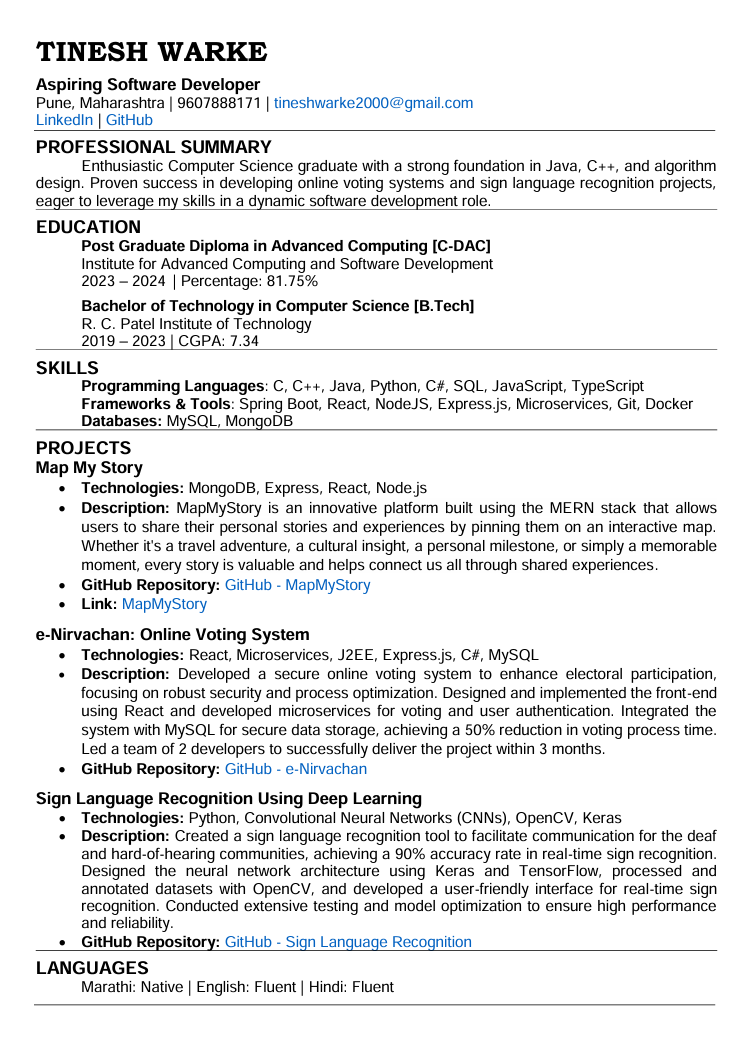 TINESH WARKE
Aspiring Software Developer
Pune, Maharashtra | 9607888171 | tineshwarke2000@gmail.com
LinkedIn | GitHub
PROFESSIONAL SUMMARY
Enthusiastic Computer Science graduate with a strong foundation in Java, C++, and algorithm
design. Proven success in developing online voting systems and sign language recognition projects,
eager to leverage my skills in a dynamic software development role.
EDUCATION
Post Graduate Diploma in Advanced Computing [C-DAC]
Institute for Advanced Computing and Software Development
2023 – 2024 | Percentage: 81.75%
Bachelor of Technology in Computer Science [B.Tech]
R. C. Patel Institute of Technology
2019 – 2023 | CGPA: 7.34
SKILLS
Programming Languages: C, C++, Java, Python, C#, SQL, JavaScript, TypeScript
Frameworks & Tools: Spring Boot, React, NodeJS, Express.js, Microservices, Git, Docker
Databases: MySQL, MongoDB
PROJECTS
Map My Story
• Technologies: MongoDB, Express, React, Node.js
• Description: MapMyStory is an innovative platform built using the MERN stack that allows
users to share their personal stories and experiences by pinning them on an interactive map.
Whether it's a travel adventure, a cultural insight, a personal milestone, or simply a memorable
moment, every story is valuable and helps connect us all through shared experiences.
• GitHub Repository: GitHub - MapMyStory
• Link: MapMyStory
e-Nirvachan: Online Voting System
• Technologies: React, Microservices, J2EE, Express.js, C#, MySQL
• Description: Developed a secure online voting system to enhance electoral participation,
focusing on robust security and process optimization. Designed and implemented the front-end
using React and developed microservices for voting and user authentication. Integrated the
system with MySQL for secure data storage, achieving a 50% reduction in voting process time.
Led a team of 2 developers to successfully deliver the project within 3 months.
• GitHub Repository: GitHub - e-Nirvachan
Sign Language Recognition Using Deep Learning
• Technologies: Python, Convolutional Neural Networks (CNNs), OpenCV, Keras
• Description: Created a sign language recognition tool to facilitate communication for the deaf
and hard-of-hearing communities, achieving a 90% accuracy rate in real-time sign recognition.
Designed the neural network architecture using Keras and TensorFlow, processed and
annotated datasets with OpenCV, and developed a user-friendly interface for real-time sign
recognition. Conducted extensive testing and model optimization to ensure high performance
and reliability.
• GitHub Repository: GitHub - Sign Language Recognition
LANGUAGES
Marathi: Native | English: Fluent | Hindi: Fluent